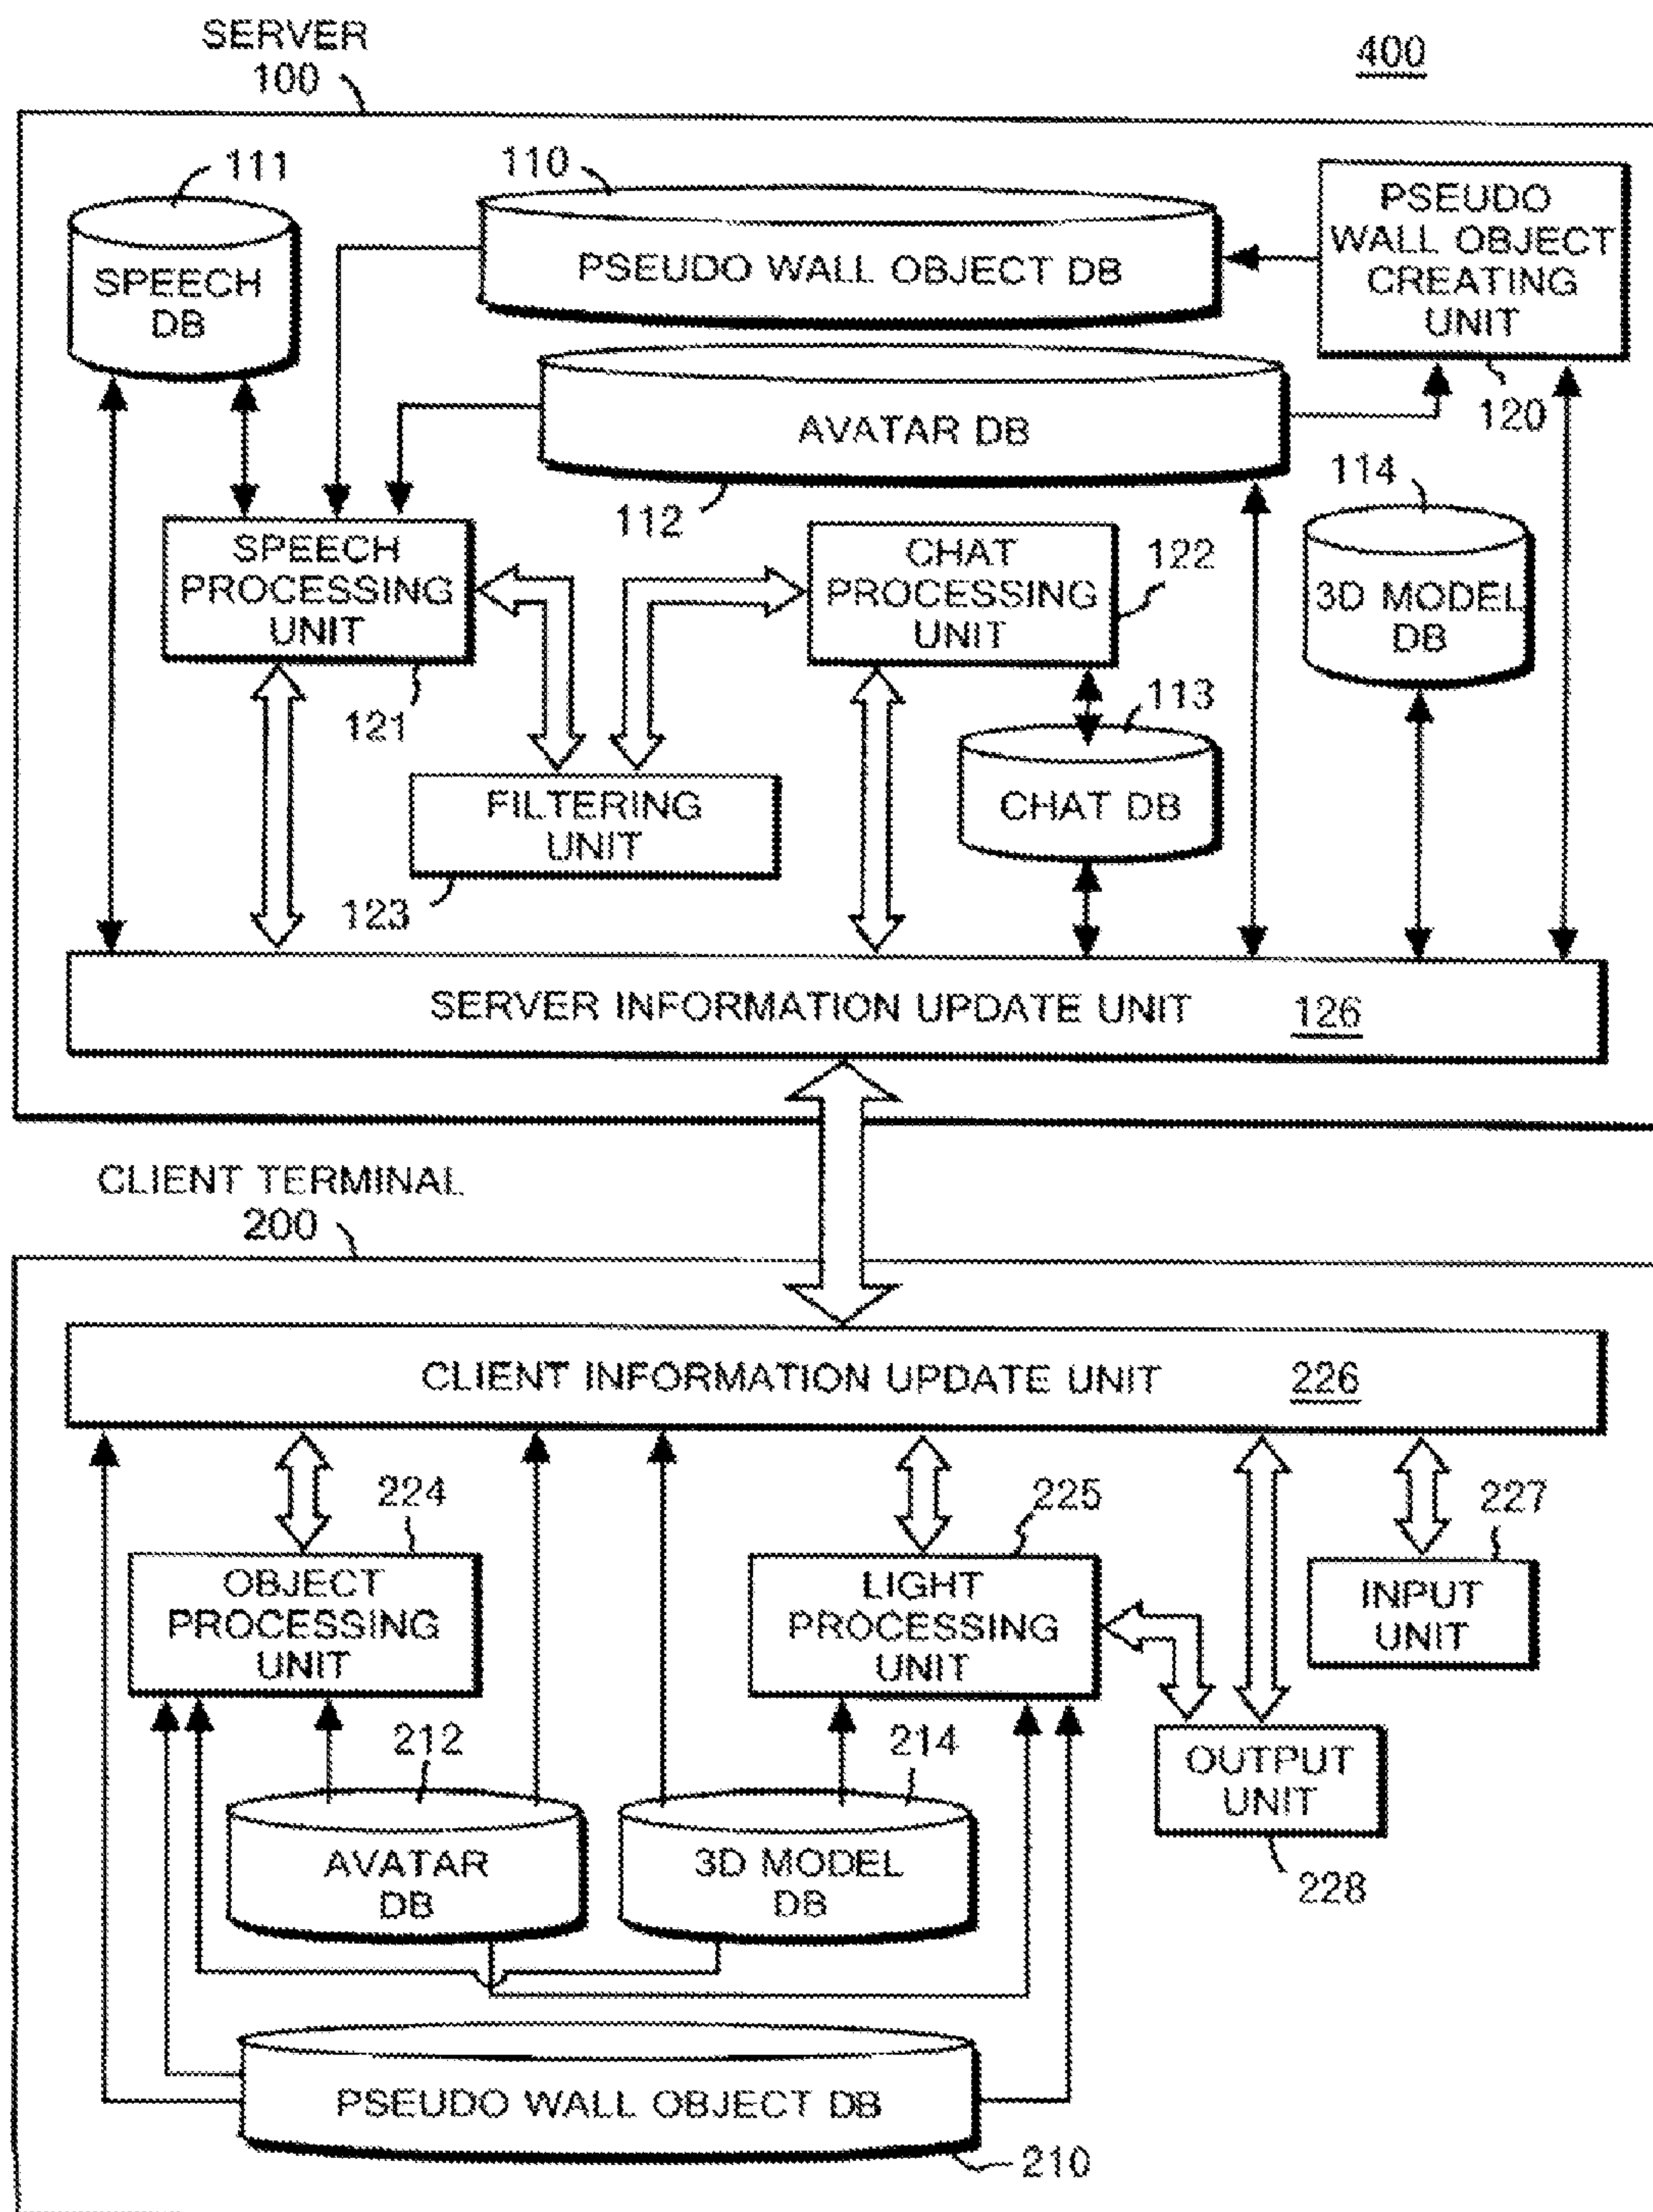 SERVER
100
400
111
110
PSEUDO
WALL OBJECT
CREATING
UNIT
SPEECH
DB
PSEUDO WALL OBJECT DB
120
AVATAR DB
112
114
SPEECH
PROCESSING
UNIT
CHAT
PROCESSING
UNIT
122
3D MODEL
DB
121
113
FILTERING
UNIT
CHAT DB
123
SERVER INFORMATION UPDATE UNIT 126
CLIENT TERMINAL
200
CLIENT INFORMATION UPDATE UNIT 226
224
225
227
OBJECT
PROCESSING
UNIT
LIGHT
PROCESSING
UNIT
INPUT
UNIT
212
214
OUTPUT
UNIT
AVATAR
DB
3D MODEL
DB
228
PSEUDO WALL OBJECT DB
210